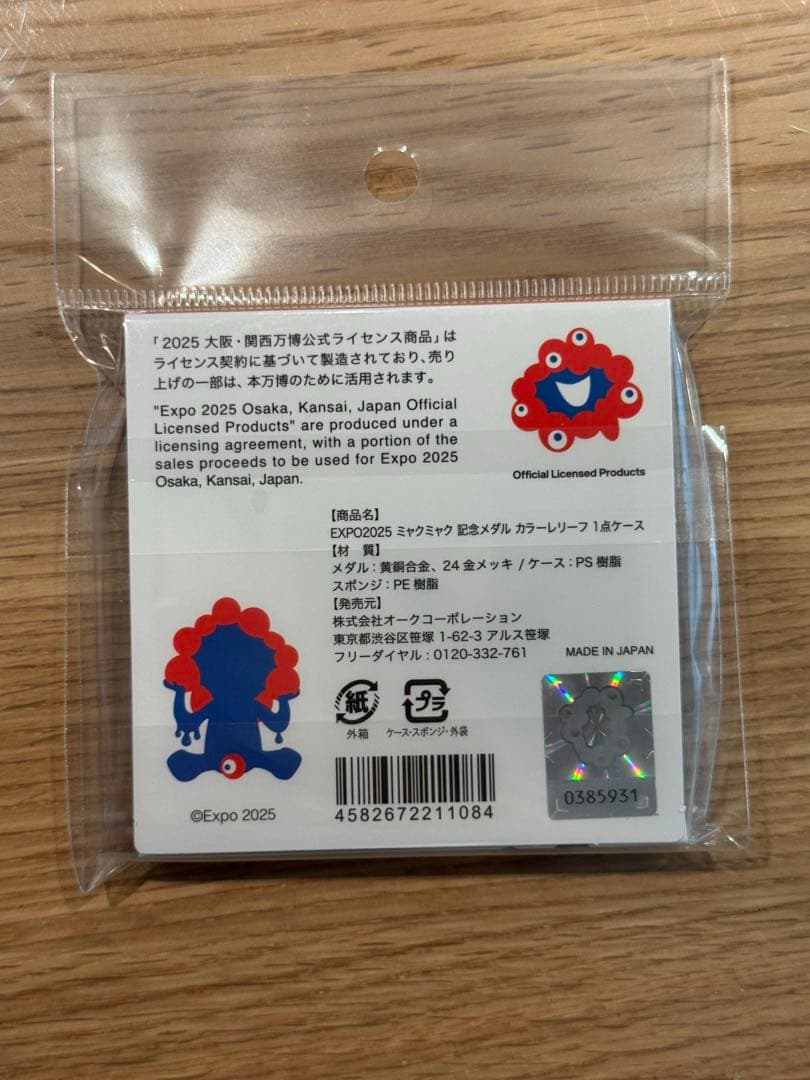 「2025 大阪・関西万博公式ライセンス商品」は
ライセンス契約に基づいて製造されており、売り
上げの一部は、本万博のために活用されます。
"Expo 2025 Osaka, Kansai, Japan Official
Licensed Products" are produced under a
licensing agreement, with a portion of the
sales proceeds to be used for Expo 2025
Osaka, Kansai, Japan.
Official Licensed Products
【商品名】
EXPO2025 ミャクミャク 記念メダル カラーレリーフ 1点ケース
【材　質】
メダル：黄銅合金、24金メッキ / ケース：PS樹脂
スポンジ：PE樹脂
【発売元】
株式会社オークコーポレーション
東京都渋谷区笹塚 1-62-3 アルス笹塚
フリーダイヤル：0120-332-761
MADE IN JAPAN
紙
プラ
外箱
ケース・スポンジ・外袋
0385931
4582672211084
©Expo 2025